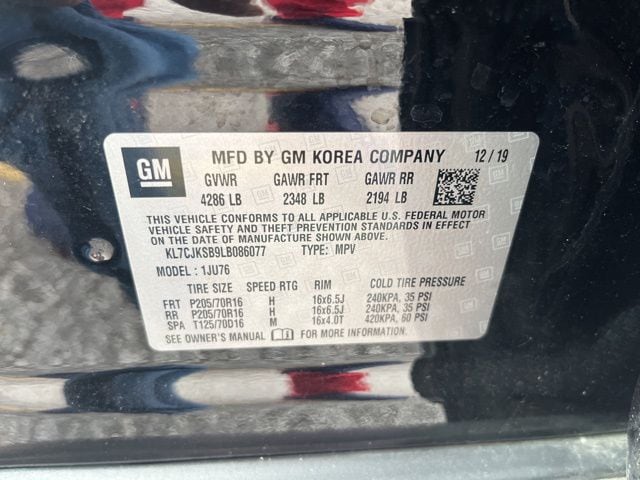 GM MFD BY GM KOREA COMPANY 12/19
GVWR GAWR FRT GAWR RR
4286 LB 2348 LB 2194 LB
THIS VEHICLE CONFORMS TO ALL APPLICABLE U.S. FEDERAL MOTOR
VEHICLE SAFETY AND THEFT PREVENTION STANDARDS IN EFFECT
ON THE DATE OF MANUFACTURE SHOWN ABOVE.
KL7CJKSB9LB086077 TYPE: MPV
MODEL: 1JU76
TIRE SIZE SPEED RTG RIM COLD TIRE PRESSURE
FRT P205/70R16 H 16x6.5J 240KPA, 35 PSI
RR P205/70R16 H 16x6.5J 240KPA, 35 PSI
SPA T125/70D16 M 16x4.0T 420KPA, 60 PSI
SEE OWNER'S MANUAL FOR MORE INFORMATION.